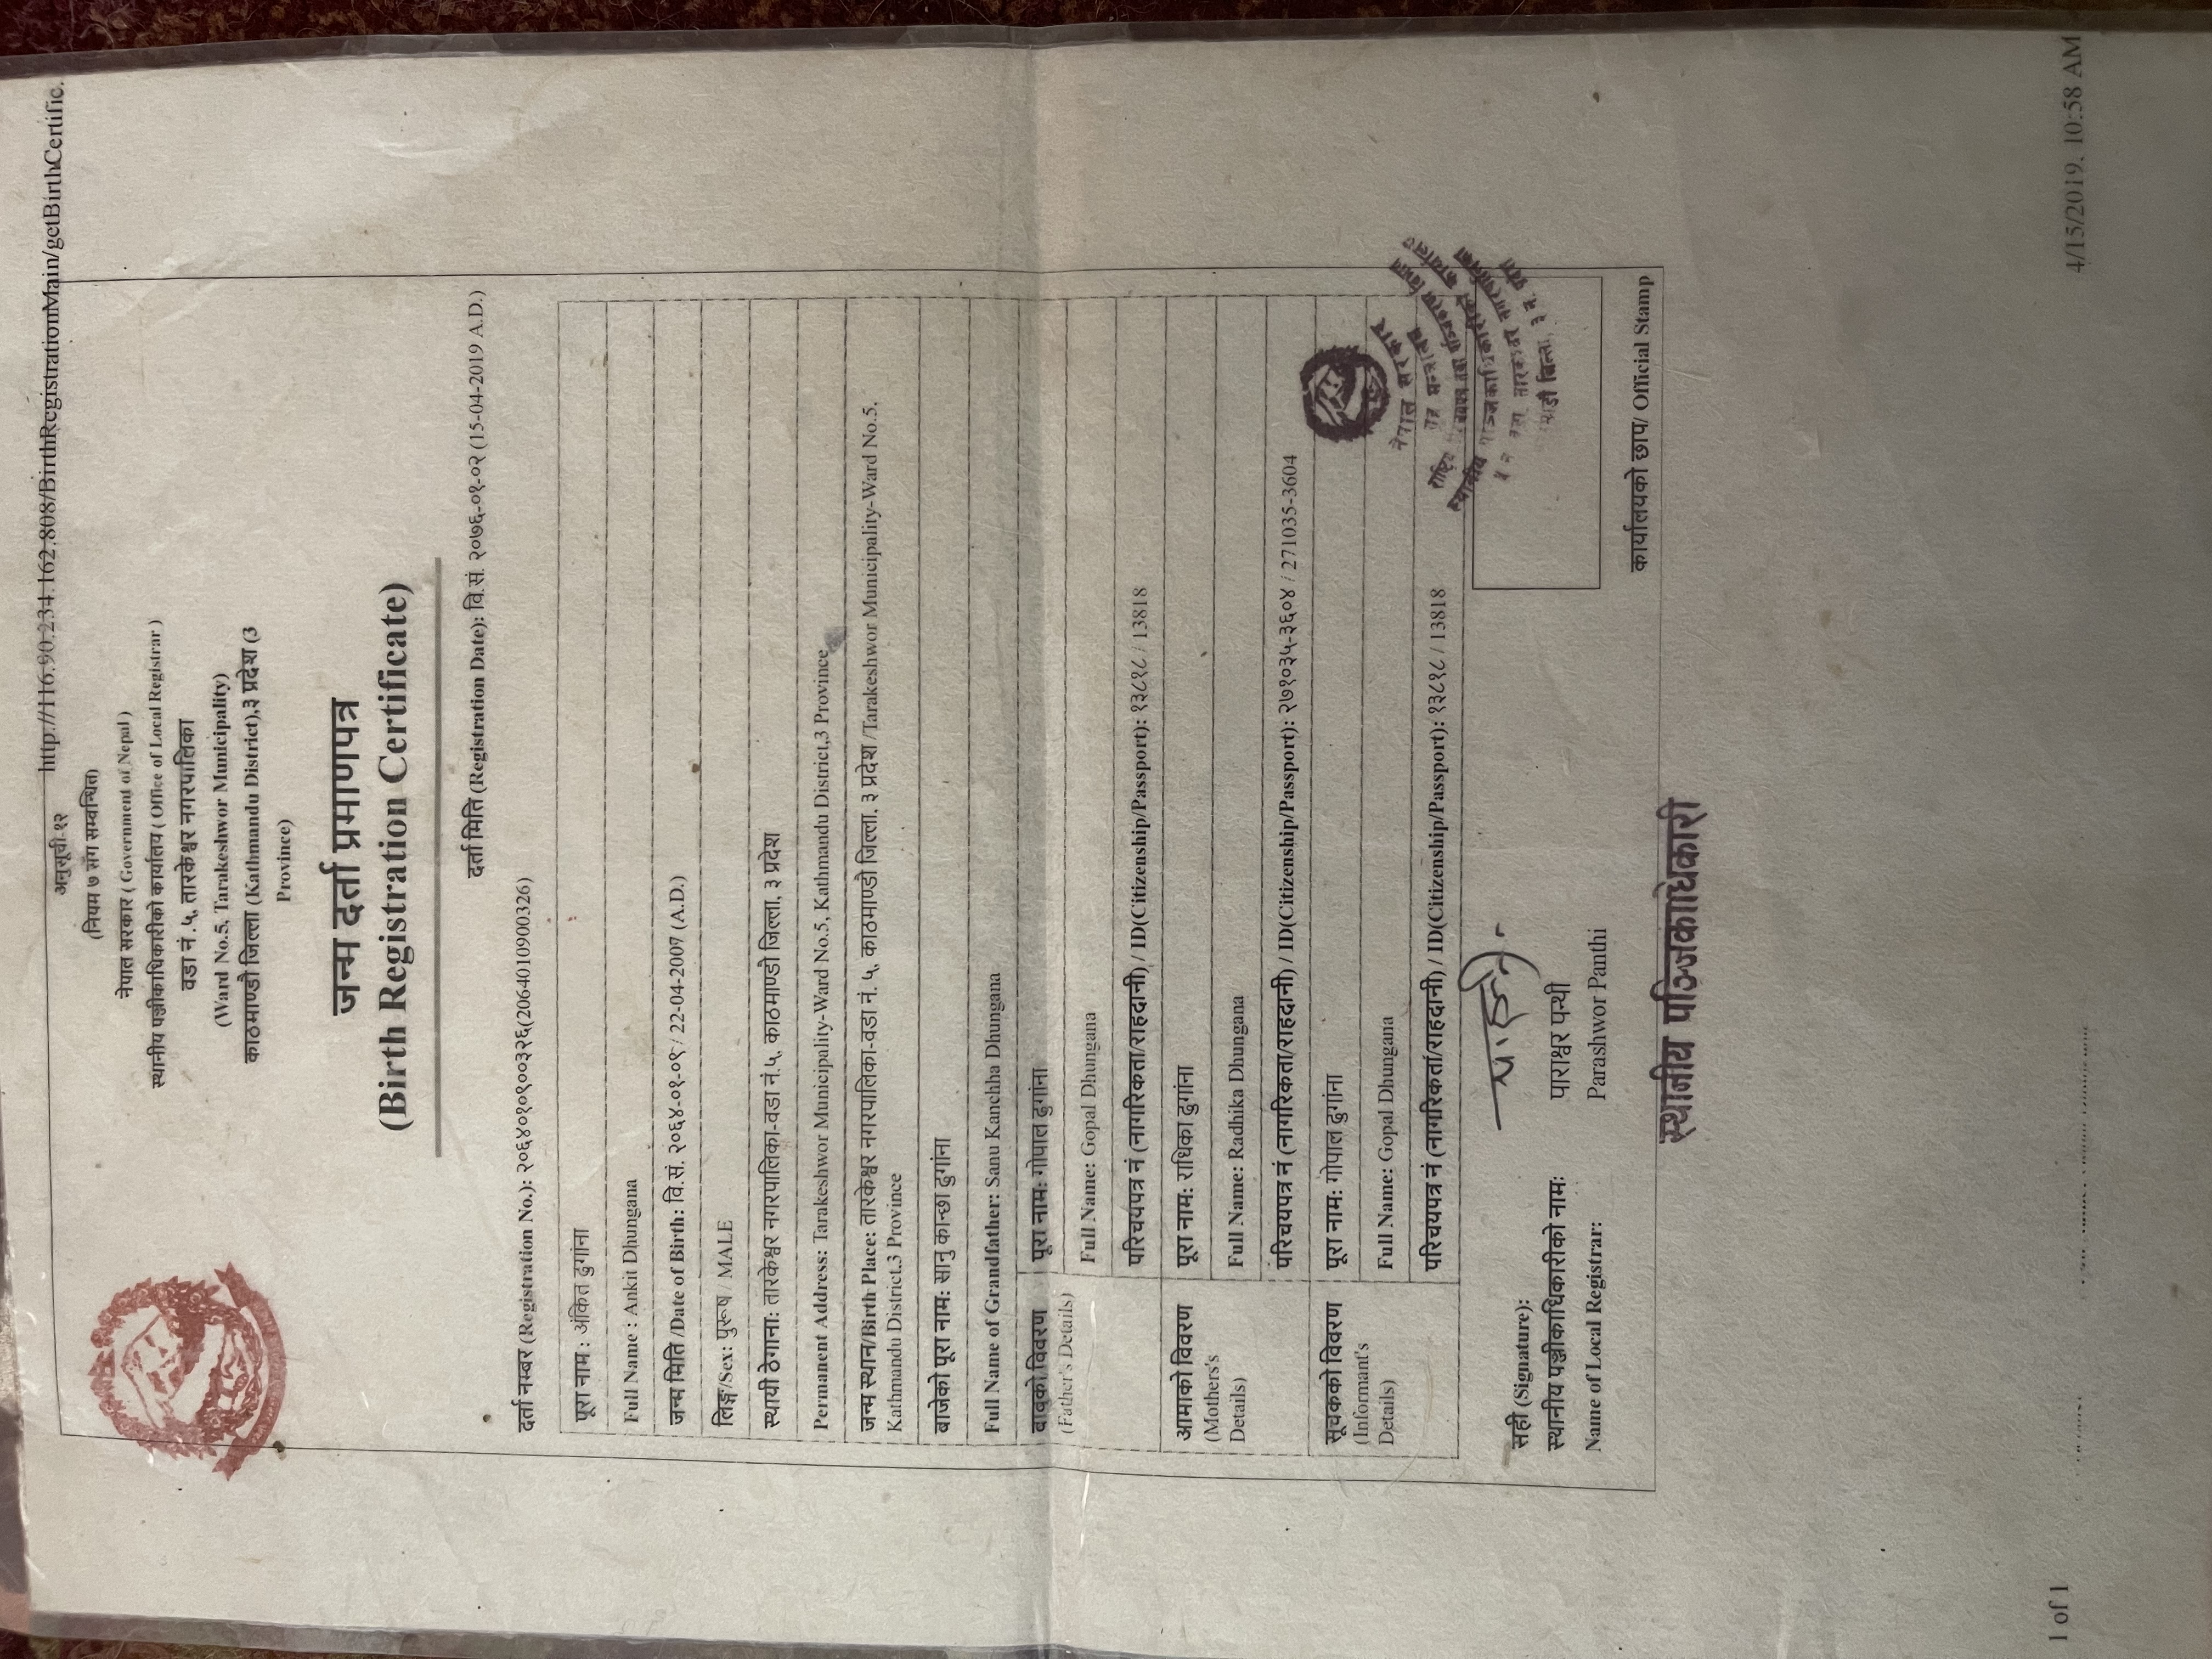 http://116.90.234.162.808/BirthRegistrationMain/getBirthCertific.
अनुसूची-१२
(नियम ७ सँग सम्वन्धित)
नेपाल सरकार ( Government of Nepal )
स्थानीय पञ्जीकाधिकारीको कार्यालय ( Office of Local Registrar )
वडा नं .५, तारकेश्वर नगरपालिका
(Ward No.5, Tarakeshwor Municipality)
काठमाण्डौ जिल्ला (Kathmandu District),३ प्रदेश (3
Province)
जन्म दर्ता प्रमाणपत्र
(Birth Registration Certificate)
दर्ता मिति (Registration Date): वि.सं. २०७६-०१-०२ (15-04-2019 A.D.)
दर्ता नम्बर (Registration No.): २०६४०१०९००३२६(2064010900326)
पूरा नाम : अंकित ढुगांना
Full Name : Ankit Dhungana
जन्म मिति /Date of Birth: वि.सं. २०६४-०१-०९ / 22-04-2007 (A.D.)
लिङ्ग/Sex: पुरूष / MALE
स्थायी ठेगाना: तारकेश्वर नगरपालिका-वडा नं.५, काठमाण्डौ जिल्ला, ३ प्रदेश
Permanent Address: Tarakeshwor Municipality-Ward No.5, Kathmandu District,3 Province
जन्म स्थान/Birth Place: तारकेश्वर नगरपालिका-वडा नं. ५, काठमाण्डौ जिल्ला, ३ प्रदेश /Tarakeshwor Municipality-Ward No.5,
Kathmandu District,3 Province
बाजेको पूरा नाम: सानु कान्छा ढुगांना
Full Name of Grandfather: Sanu Kanchha Dhungana
बाबुको विवरण
(Father's Details)
पूरा नाम: गोपाल ढुगांना
Full Name: Gopal Dhungana
परिचयपत्र नं (नागरिकता/राहदानी) / ID(Citizenship/Passport): १३८१८ / 13818
आमाको विवरण
(Mothers's
Details)
पूरा नाम: राधिका ढुगांना
Full Name: Radhika Dhungana
परिचयपत्र नं (नागरिकता/राहदानी) / ID(Citizenship/Passport): २७१०३५-३६०४ / 271035-3604
सूचकको विवरण
(Informant's
Details)
पूरा नाम: गोपाल ढुगांना
Full Name: Gopal Dhungana
परिचयपत्र नं (नागरिकता/राहदानी) / ID(Citizenship/Passport): १३८१८ / 13818
नेपाल सरकार
स्थानीय पञ्जिकाधिकारीको कार्यालय
तारकेश्वर नगरपालिका
जिल्ला, ३ नं. प्रदेश
सही (Signature):
स्थानीय पञ्जीकाधिकारीको नामः
पाराश्वर पन्थी
Name of Local Registrar:
Parashwor Panthi
कार्यालयको छाप/ Official Stamp
स्थानीय पञ्जिकाधिकारी
1 of 1
4/15/2019, 10:58 AM